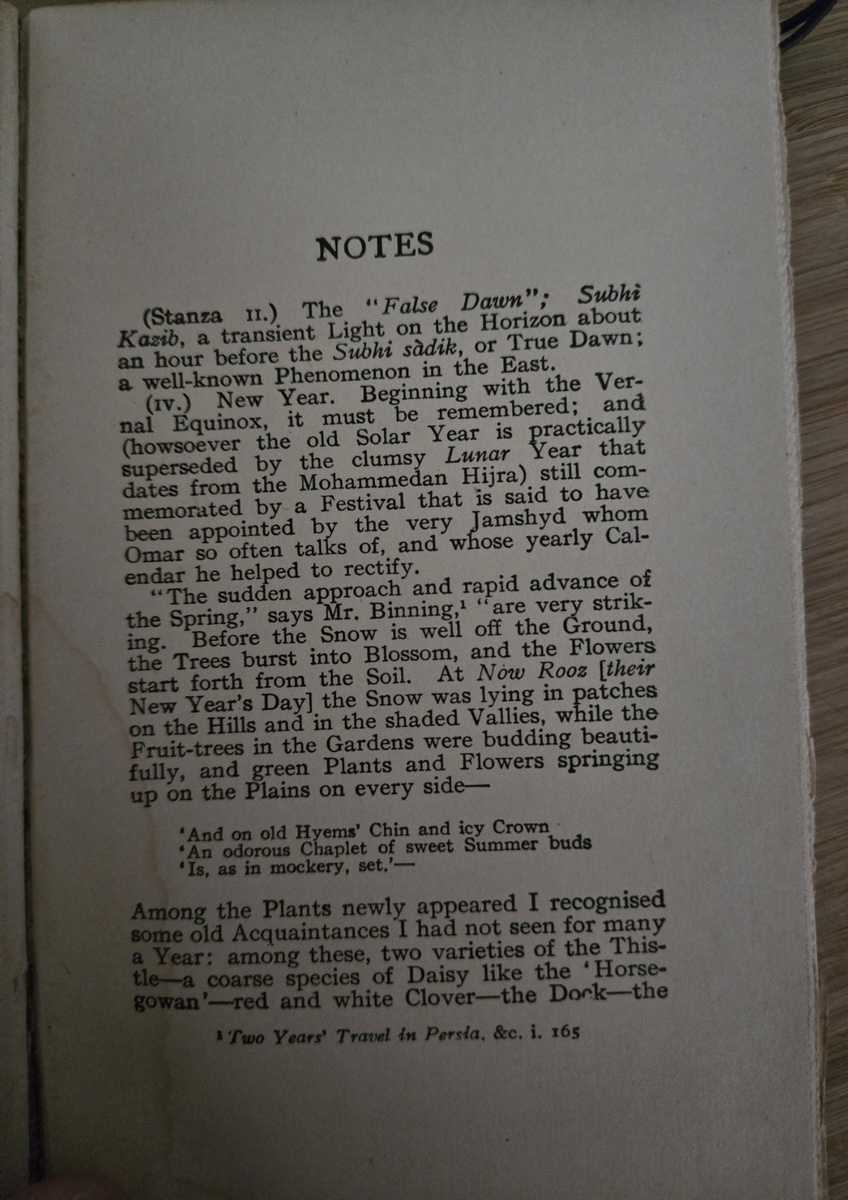 NOTES
(Stanza II.) The "False Dawn"; Subhi
Kazib, a transient Light on the Horizon about
an hour before the Subhi sàdik, or True Dawn;
a well-known Phenomenon in the East.
(IV.) New Year. Beginning with the Ver-
nal Equinox, it must be remembered; and
(howsoever the old Solar Year is practically
superseded by the clumsy Lunar Year that
dates from the Mohammedan Hijra) still com-
memorated by a Festival that is said to have
been appointed by the very Jamshyd whom
Omar so often talks of, and whose yearly Cal-
endar he helped to rectify.
"The sudden approach and rapid advance of
the Spring," says Mr. Binning,¹ "are very strik-
ing. Before the Snow is well off the Ground,
the Trees burst into Blossom, and the Flowers
start forth from the Soil. At Now Rooz [their
New Year's Day] the Snow was lying in patches
on the Hills and in the shaded Vallies, while the
Fruit-trees in the Gardens were budding beauti-
fully, and green Plants and Flowers springing
up on the Plains on every side—
'And on old Hyems' Chin and icy Crown
'An odorous Chaplet of sweet Summer buds
'Is, as in mockery, set.'—
Among the Plants newly appeared I recognised
some old Acquaintances I had not seen for many
a Year: among these, two varieties of the This-
tle—a coarse species of Daisy like the 'Horse-
gowan'—red and white Clover—the Dock—the
¹ Two Years' Travel in Persia, &c. i. 165